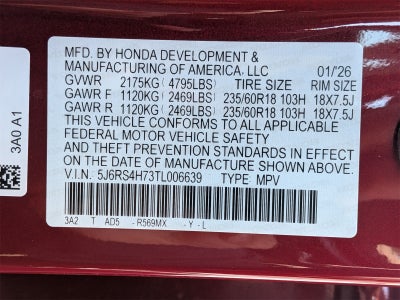 MFD. BY HONDA DEVELOPMENT &
MANUFACTURING OF AMERICA, LLC 01/26
GVWR 2175KG (4795LBS) TIRE SIZE RIM SIZE
GAWR F 1120KG (2469LBS) 235/60R18 103H 18X7.5J
GAWR R 1120KG (2469LBS) 235/60R18 103H 18X7.5J
THIS VEHICLE CONFORMS TO ALL APPLICABLE
FEDERAL MOTOR VEHICLE SAFETY
AND THEFT PREVENTION STANDARDS IN EFFECT
ON THE DATE OF MANUFACTURE SHOWN ABOVE.
V.I.N. 5J6RS4H73TL006639 TYPE MPV
3A2 T AD5 - R569MX - Y - L
3A0 A1